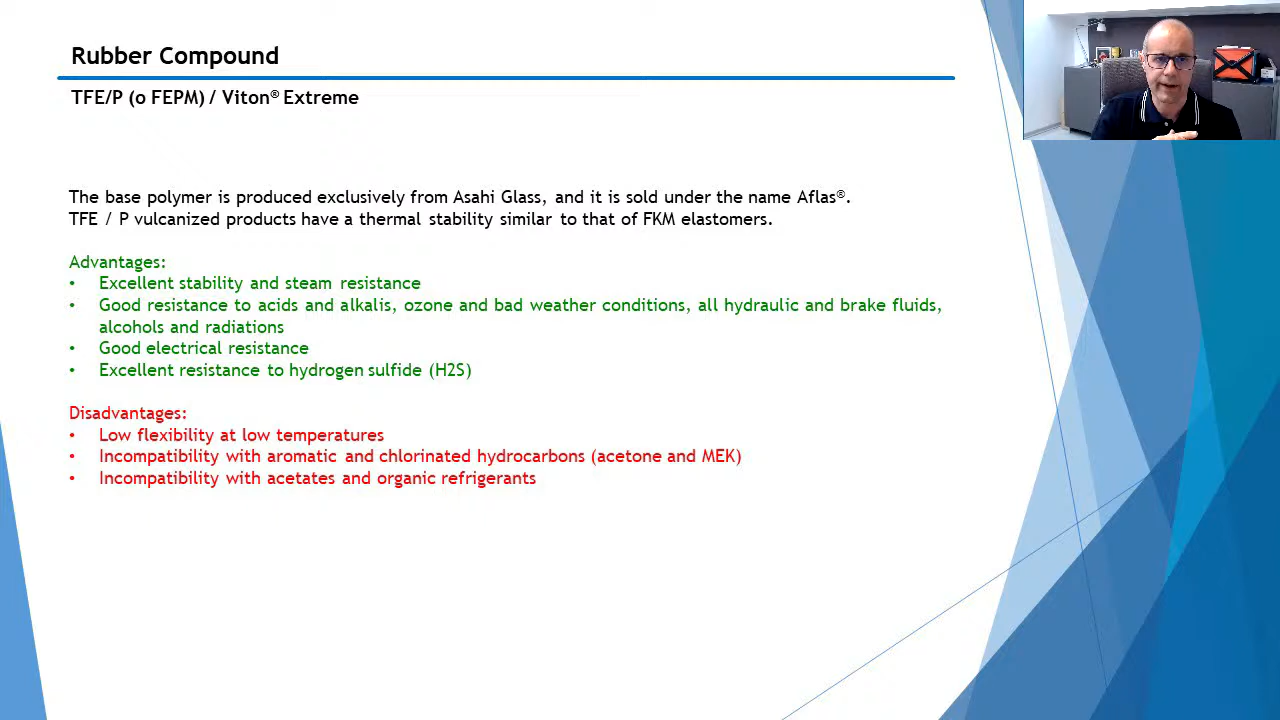 Rubber Compound
TFE/P (o FEPM) / Viton® Extreme
The base polymer is produced exclusively from Asahi Glass, and it is sold under the name Aflas®.
TFE / P vulcanized products have a thermal stability similar to that of FKM elastomers.
Advantages:
• Excellent stability and steam resistance
• Good resistance to acids and alkalis, ozone and bad weather conditions, all hydraulic and brake fluids,
alcohols and radiations
• Good electrical resistance
• Excellent resistance to hydrogen sulfide (H2S)
Disadvantages:
• Low flexibility at low temperatures
• Incompatibility with aromatic and chlorinated hydrocarbons (acetone and MEK)
• Incompatibility with acetates and organic refrigerants